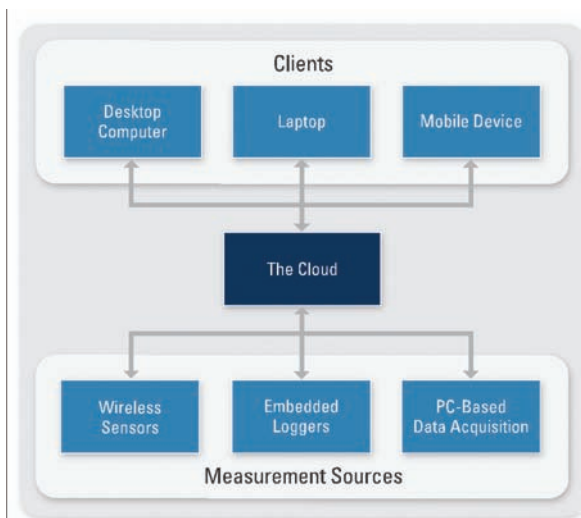 Clients
Desktop
Computer
Laptop
Mobile Device
The Cloud
Wireless
Sensors
Embedded
Loggers
PC-Based
Data Acquisition
Measurement Sources